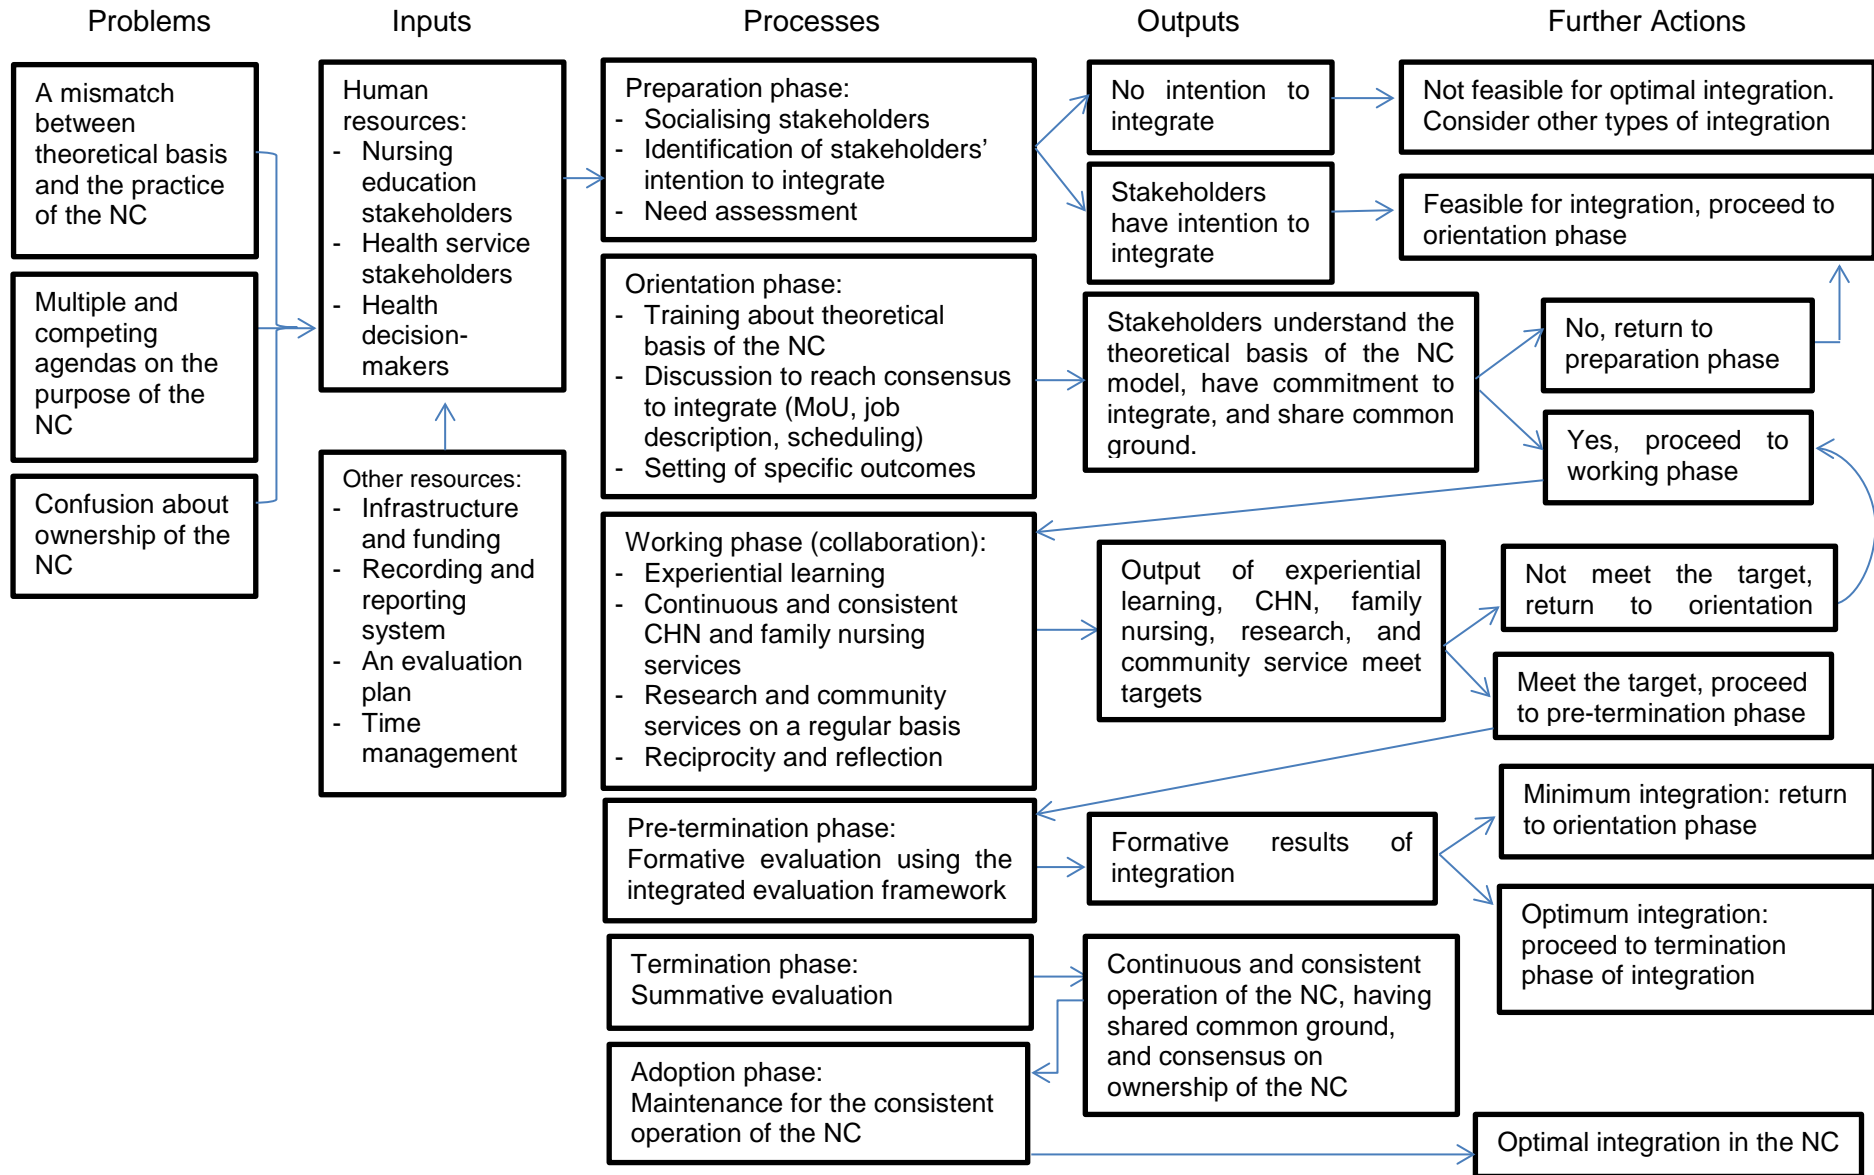 Problems
Inputs
Processes
Outputs
Further Actions
A mismatch
between
theoretical basis
and the practice
of the NC
Multiple and
competing
agendas on the
purpose of the
NC
Confusion about
ownership of the
NC
Human
resources:
- Nursing
education
stakeholders
- Health service
stakeholders
- Health
decision-
makers
Other resources:
- Infrastructure
and funding
- Recording and
reporting
system
- An evaluation
plan
- Time
management
Preparation phase:
- Socialising stakeholders
- Identification of stakeholders’
intention to integrate
- Need assessment
Orientation phase:
- Training about theoretical
basis of the NC
- Discussion to reach consensus
to integrate (MoU, job
description, scheduling)
- Setting of specific outcomes
Working phase (collaboration):
- Experiential learning
- Continuous and consistent
CHN and family nursing
services
- Research and community
services on a regular basis
- Reciprocity and reflection
Pre-termination phase:
Formative evaluation using the
integrated evaluation framework
Termination phase:
Summative evaluation
Adoption phase:
Maintenance for the consistent
operation of the NC
No intention to
integrate
Stakeholders
have intention to
integrate
Stakeholders understand the
theoretical basis of the NC
model, have commitment to
integrate, and share common
ground.
Output of experiential
learning, CHN, family
nursing, research, and
community service meet
targets
Formative results of
integration
Continuous and consistent
operation of the NC, having
shared common ground,
and consensus on
ownership of the NC
Not feasible for optimal integration.
Consider other types of integration
Feasible for integration, proceed to
orientation phase
No, return to
preparation phase
Yes, proceed to
working phase
Not meet the target,
return to orientation
Meet the target, proceed
to pre-termination phase
Minimum integration: return
to orientation phase
Optimum integration:
proceed to termination
phase of integration
Optimal integration in the NC